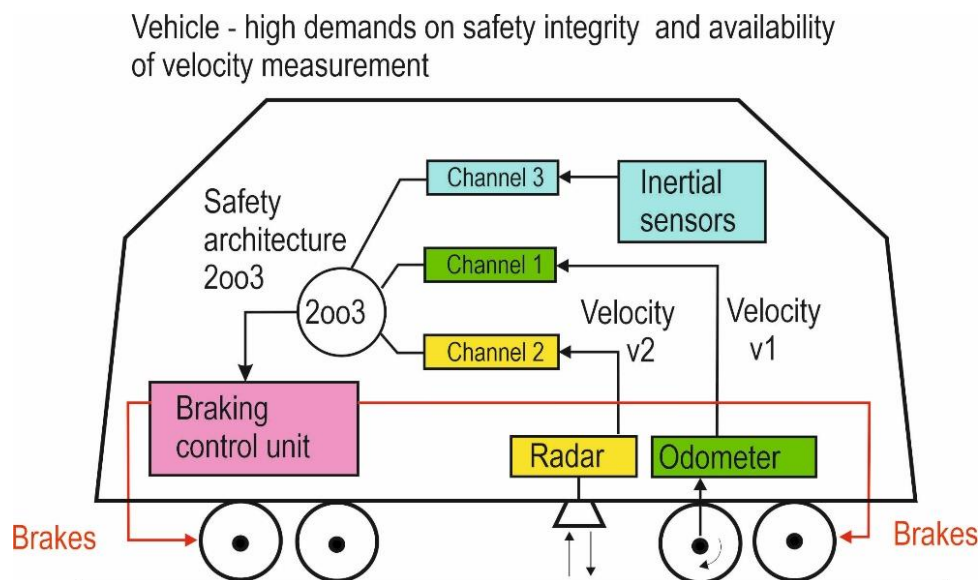 Vehicle - high demands on safety integrity and availability
of velocity measurement
Channel 3
Inertial
sensors
Safety
architecture
2oo3
Channel 1
2oo3
Velocity
v2
Velocity
v1
Channel 2
Braking
control unit
Radar
Odometer
Brakes
Brakes